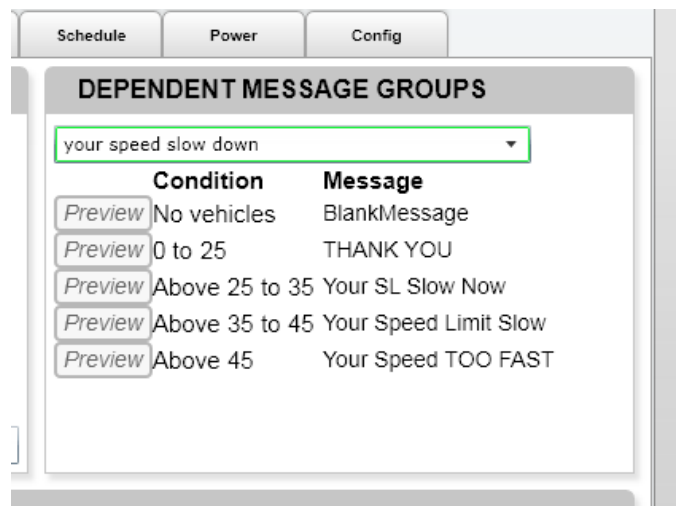 Schedule Power Config
DEPENDENT MESSAGE GROUPS
your speed slow down
Condition Message
Preview No vehicles BlankMessage
Preview 0 to 25 THANK YOU
Preview Above 25 to 35 Your SL Slow Now
Preview Above 35 to 45 Your Speed Limit Slow
Preview Above 45 Your Speed TOO FAST